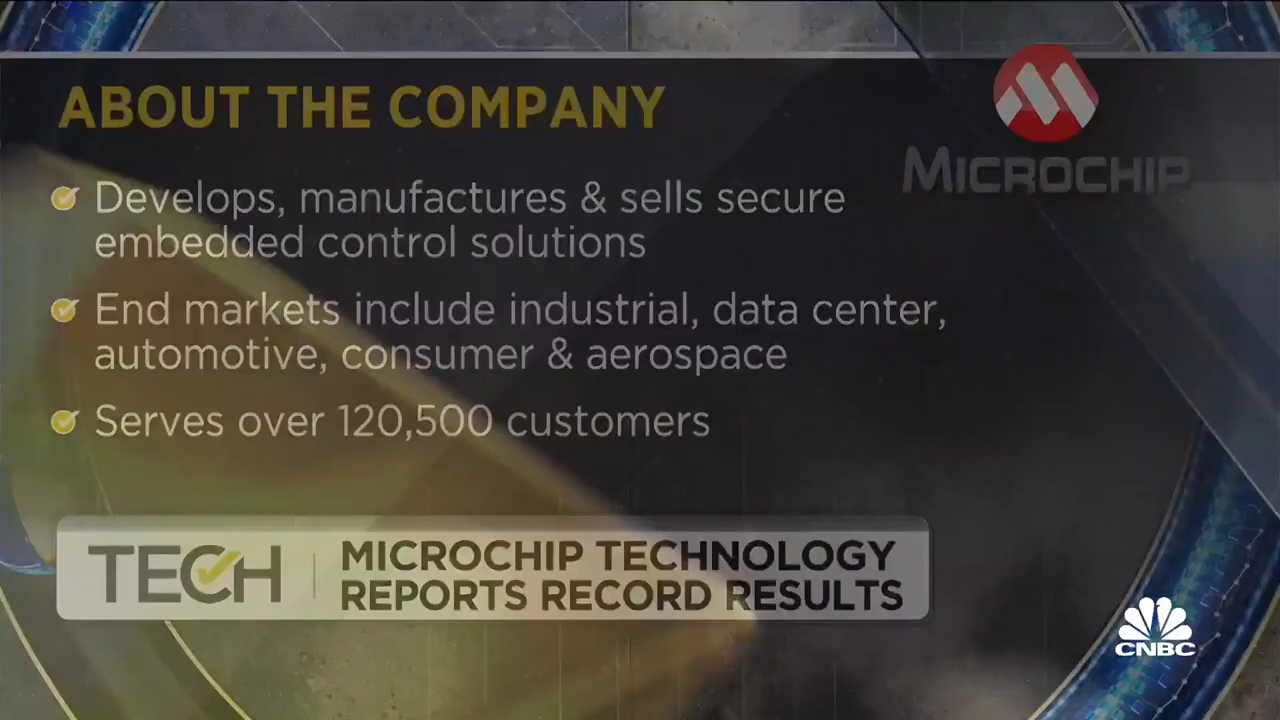 ABOUT THE COMPANY
MICROCHIP
Develops, manufactures & sells secure
embedded control solutions
End markets include industrial, data center,
automotive, consumer & aerospace
Serves over 120,500 customers
TECH
MICROCHIP TECHNOLOGY
REPORTS RECORD RESULTS
CNBC